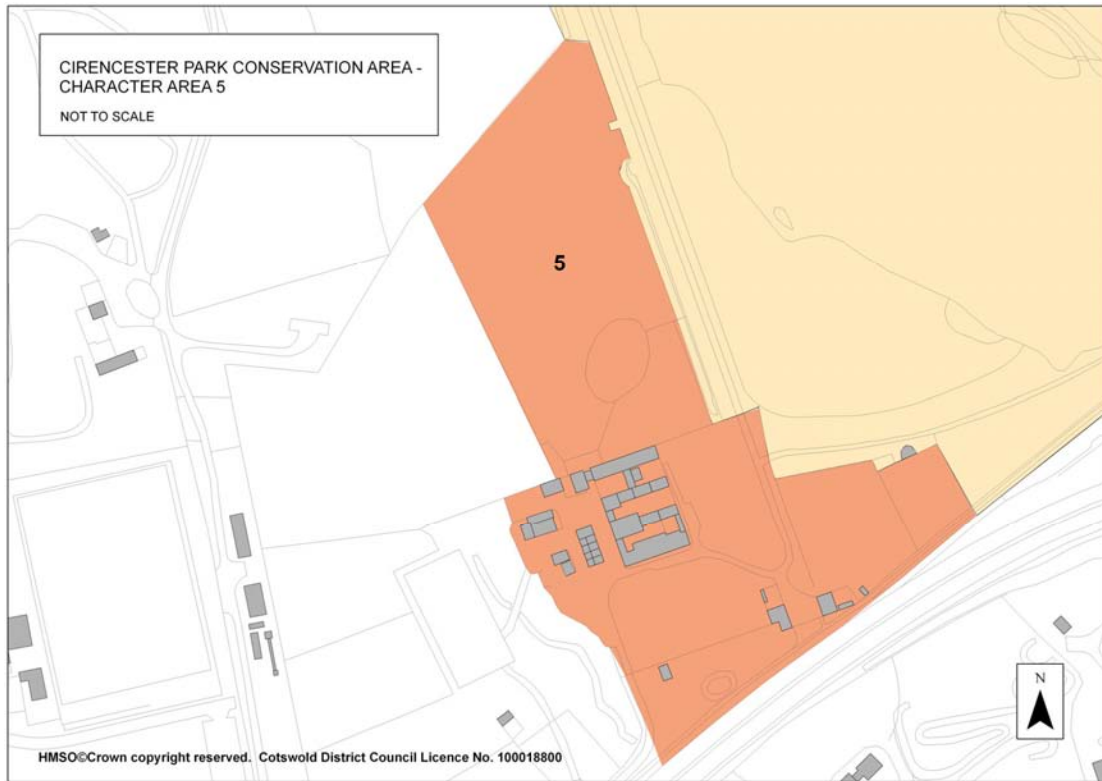 CIRENCESTER PARK CONSERVATION AREA -
CHARACTER AREA 5
NOT TO SCALE
5
N
HMSO©Crown copyright reserved. Cotswold District Council Licence No. 100018800